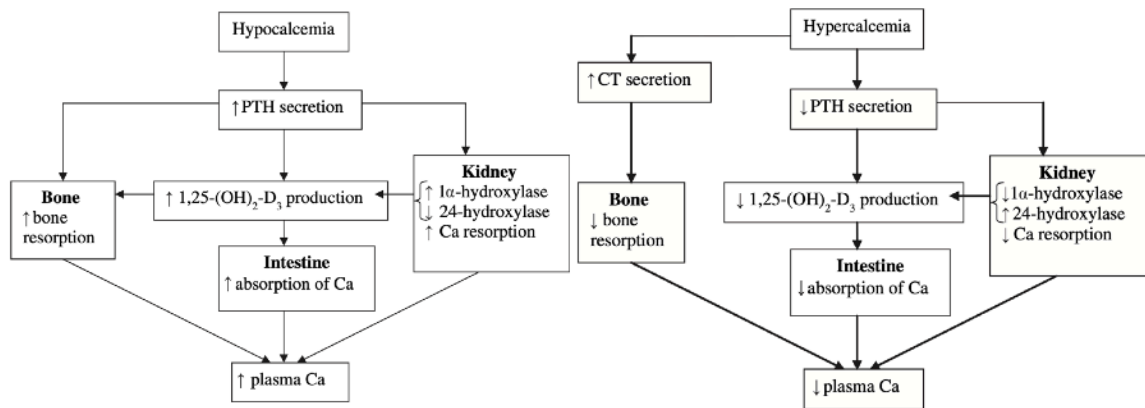 Hypocalcemia
↑PTH secretion
Bone
↑bone
resorption
↑ 1,25-(OH)₂-D₃ production
Kidney
↑ 1α-hydroxylase
↓ 24-hydroxylase
↑ Ca resorption
Intestine
↑absorption of Ca
↑ plasma Ca
Hypercalcemia
↑CT secretion
↓PTH secretion
Bone
↓ bone
resorption
↓ 1,25-(OH)₂-D₃ production
Kidney
↓1α-hydroxylase
↑24-hydroxylase
↓ Ca resorption
Intestine
↓absorption of Ca
↓plasma Ca